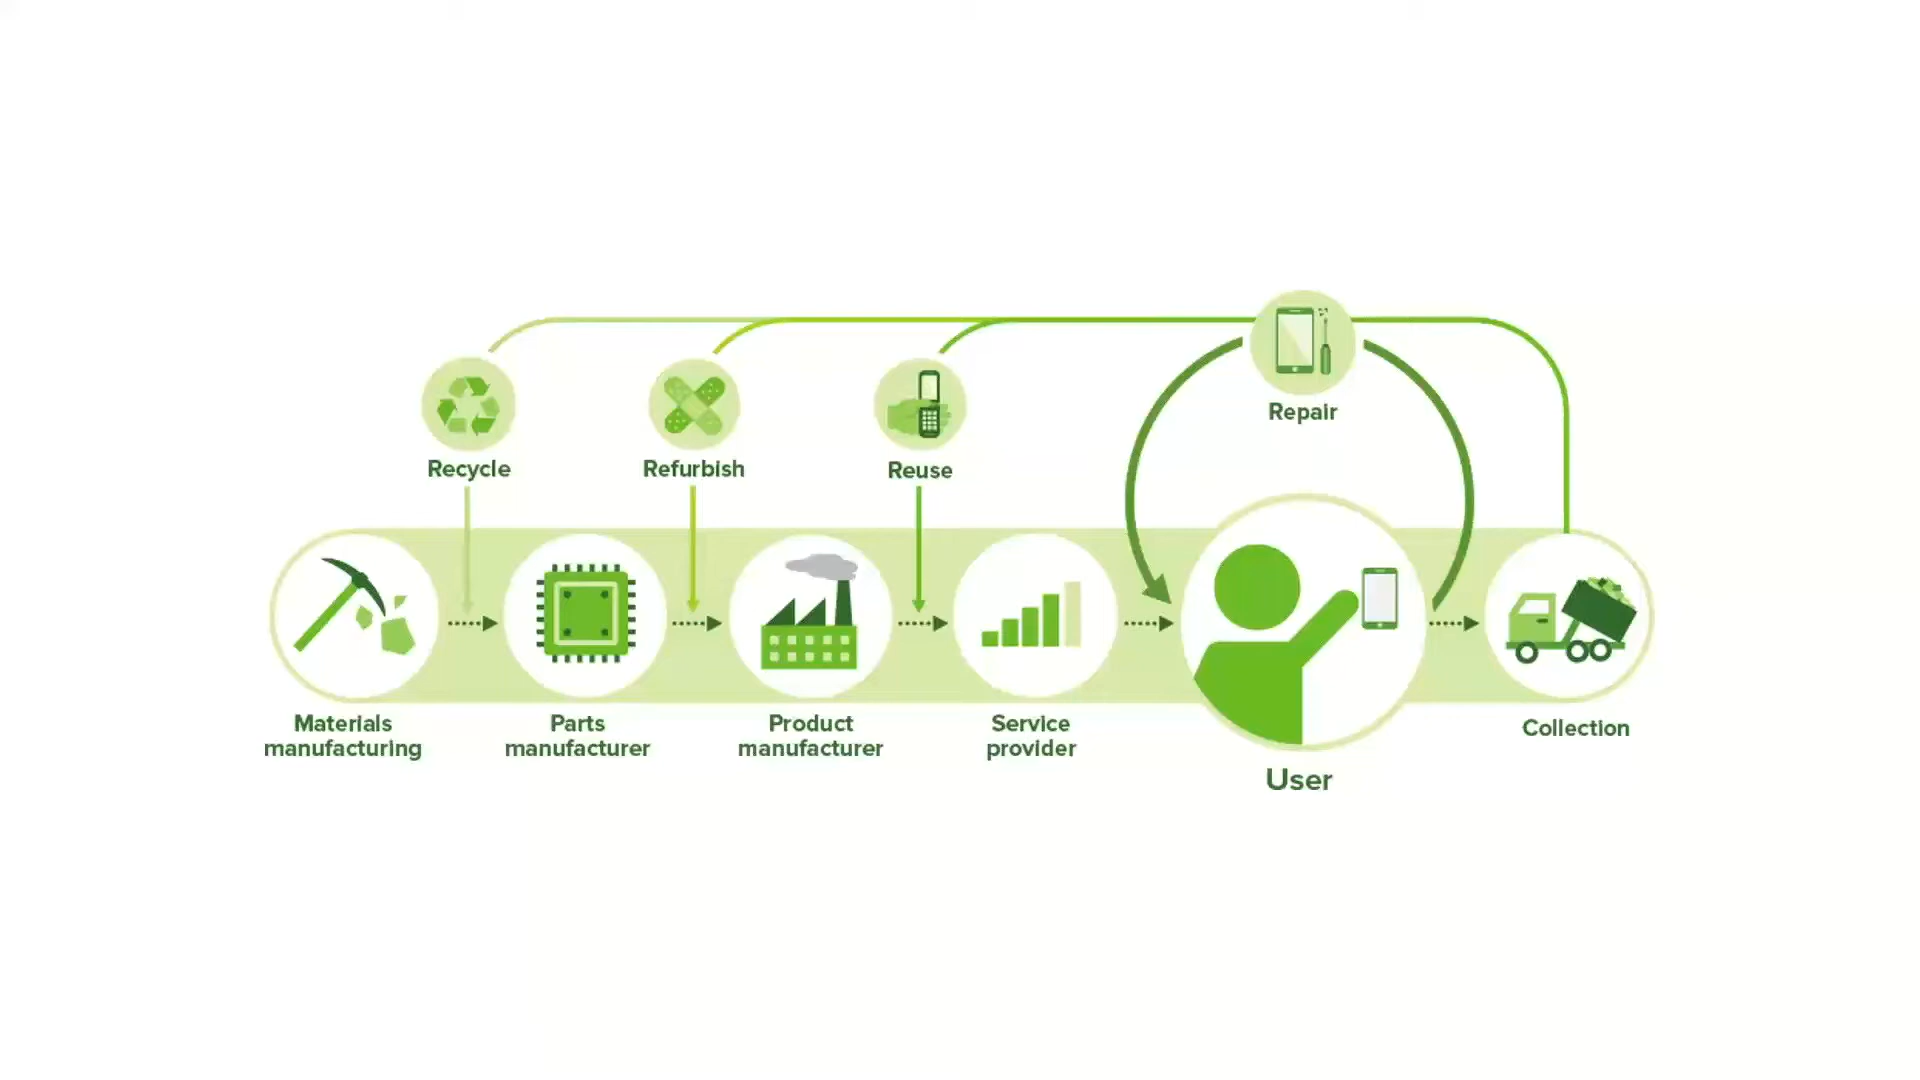 Repair
Recycle
Refurbish
Reuse
Materials
manufacturing
Parts
manufacturer
Product
manufacturer
Service
provider
User
Collection